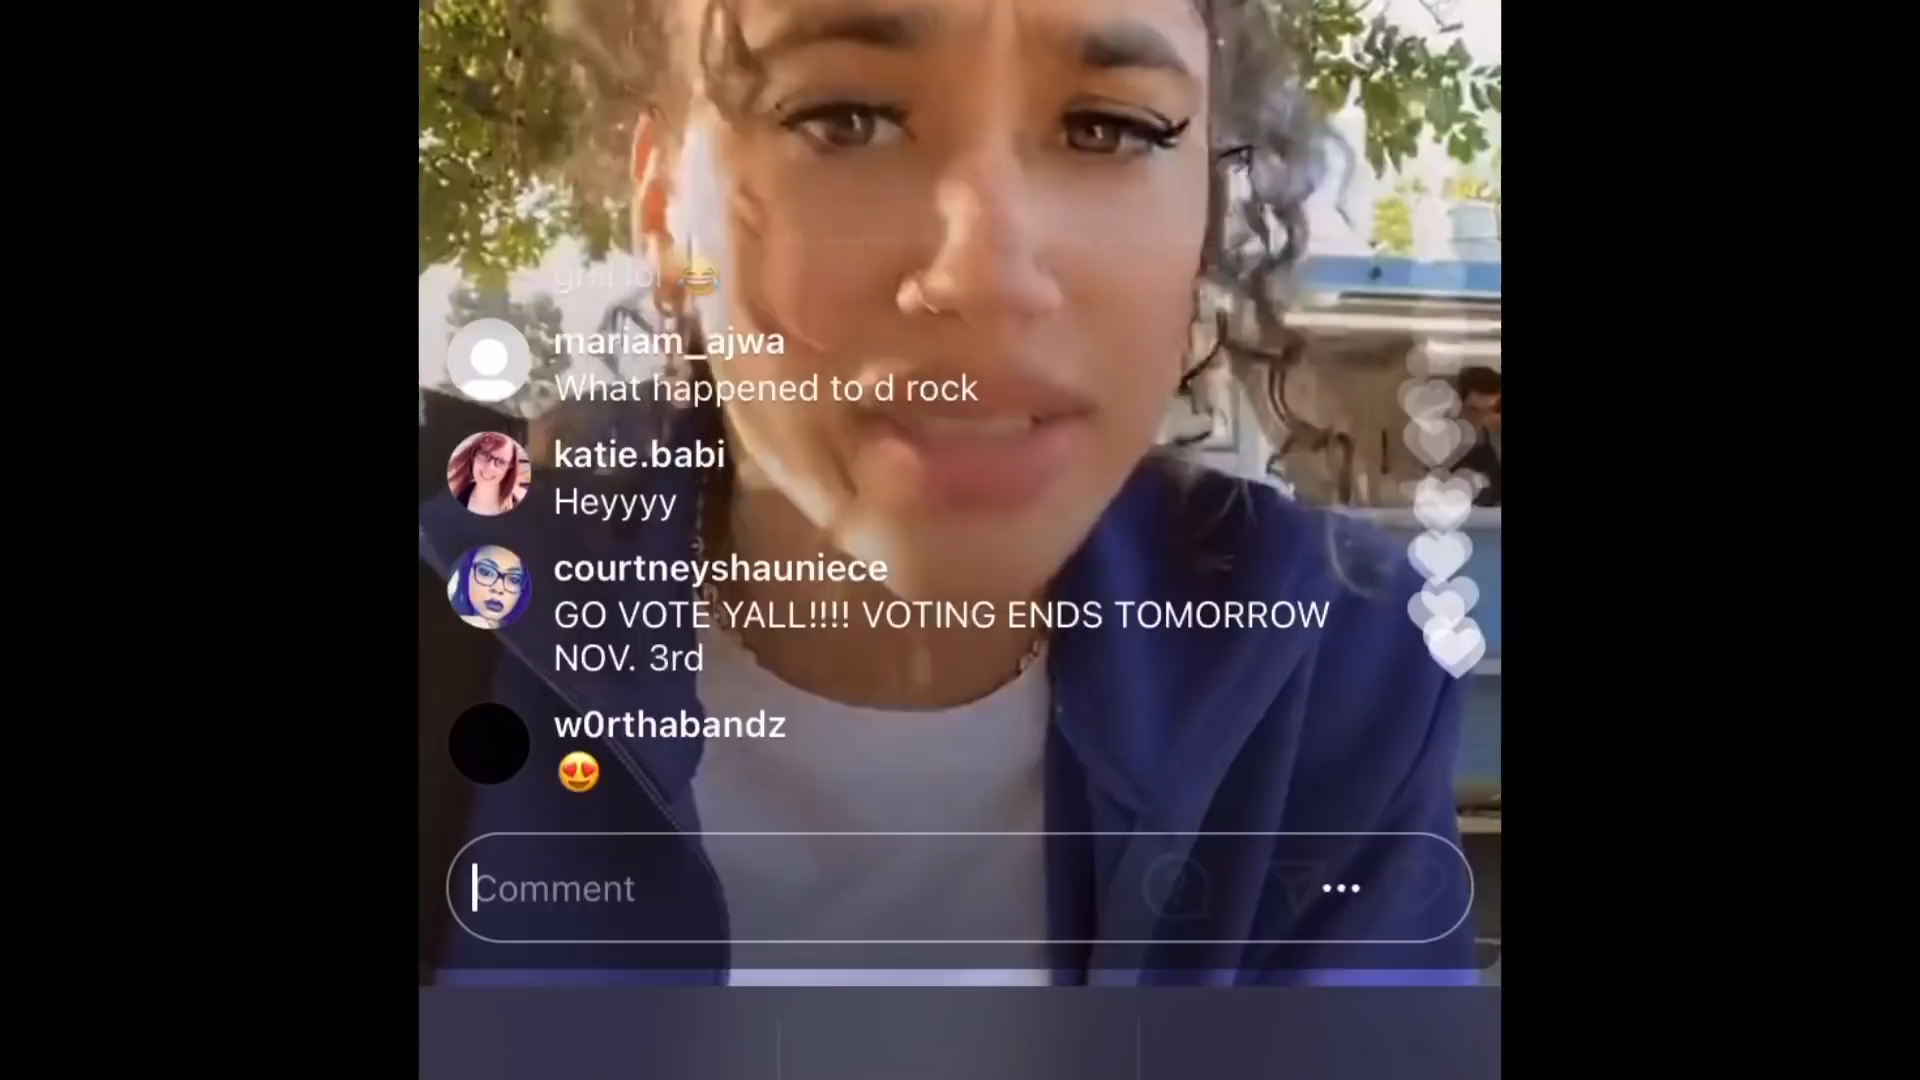 lol 😂
mariam_ajwa
What happened to d rock
katie.babi
Heyyyy
courtneyshauniece
GO VOTE YALL!!!! VOTING ENDS TOMORROW
NOV. 3rd
w0rthabandz
😍
Comment